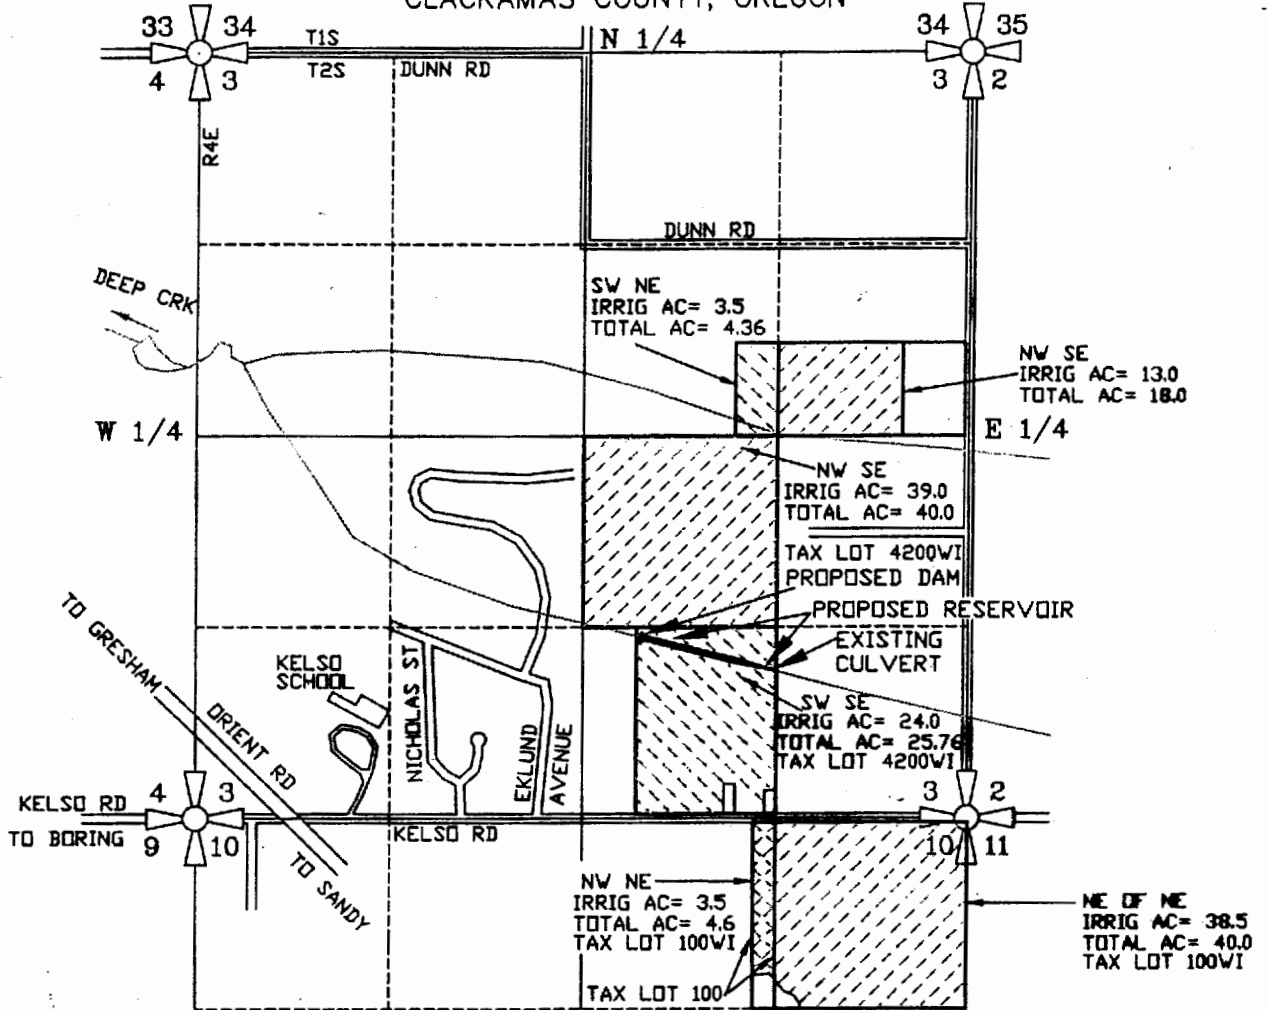 CLACKAMAS COUNTY, OREGON
33 34
4 3
T1S
T2S
DUNN RD
N 1/4
34 35
3 2
R4E
DUNN RD
DEEP CRK
SW NE
IRRIG AC= 3.5
TOTAL AC= 4.36
NW SE
IRRIG AC= 13.0
TOTAL AC= 18.0
W 1/4
E 1/4
NW SE
IRRIG AC= 39.0
TOTAL AC= 40.0
TAX LOT 4200WI
PROPOSED DAM
PROPOSED RESERVOIR
EXISTING
CULVERT
TO GRESHAM
ORIENT RD
TO SANDY
KELSO
SCHOOL
NICHOLAS ST
EKLUND
AVENUE
SW SE
IRRIG AC= 24.0
TOTAL AC= 25.76
TAX LOT 4200WI
KELSO RD
TO BORING
4 3
9 10
KELSO RD
3 2
10 11
NW NE
IRRIG AC= 3.5
TOTAL AC= 4.6
TAX LOT 100WI
TAX LOT 100
NE OF NE
IRRIG AC= 38.5
TOTAL AC= 40.0
TAX LOT 100WI